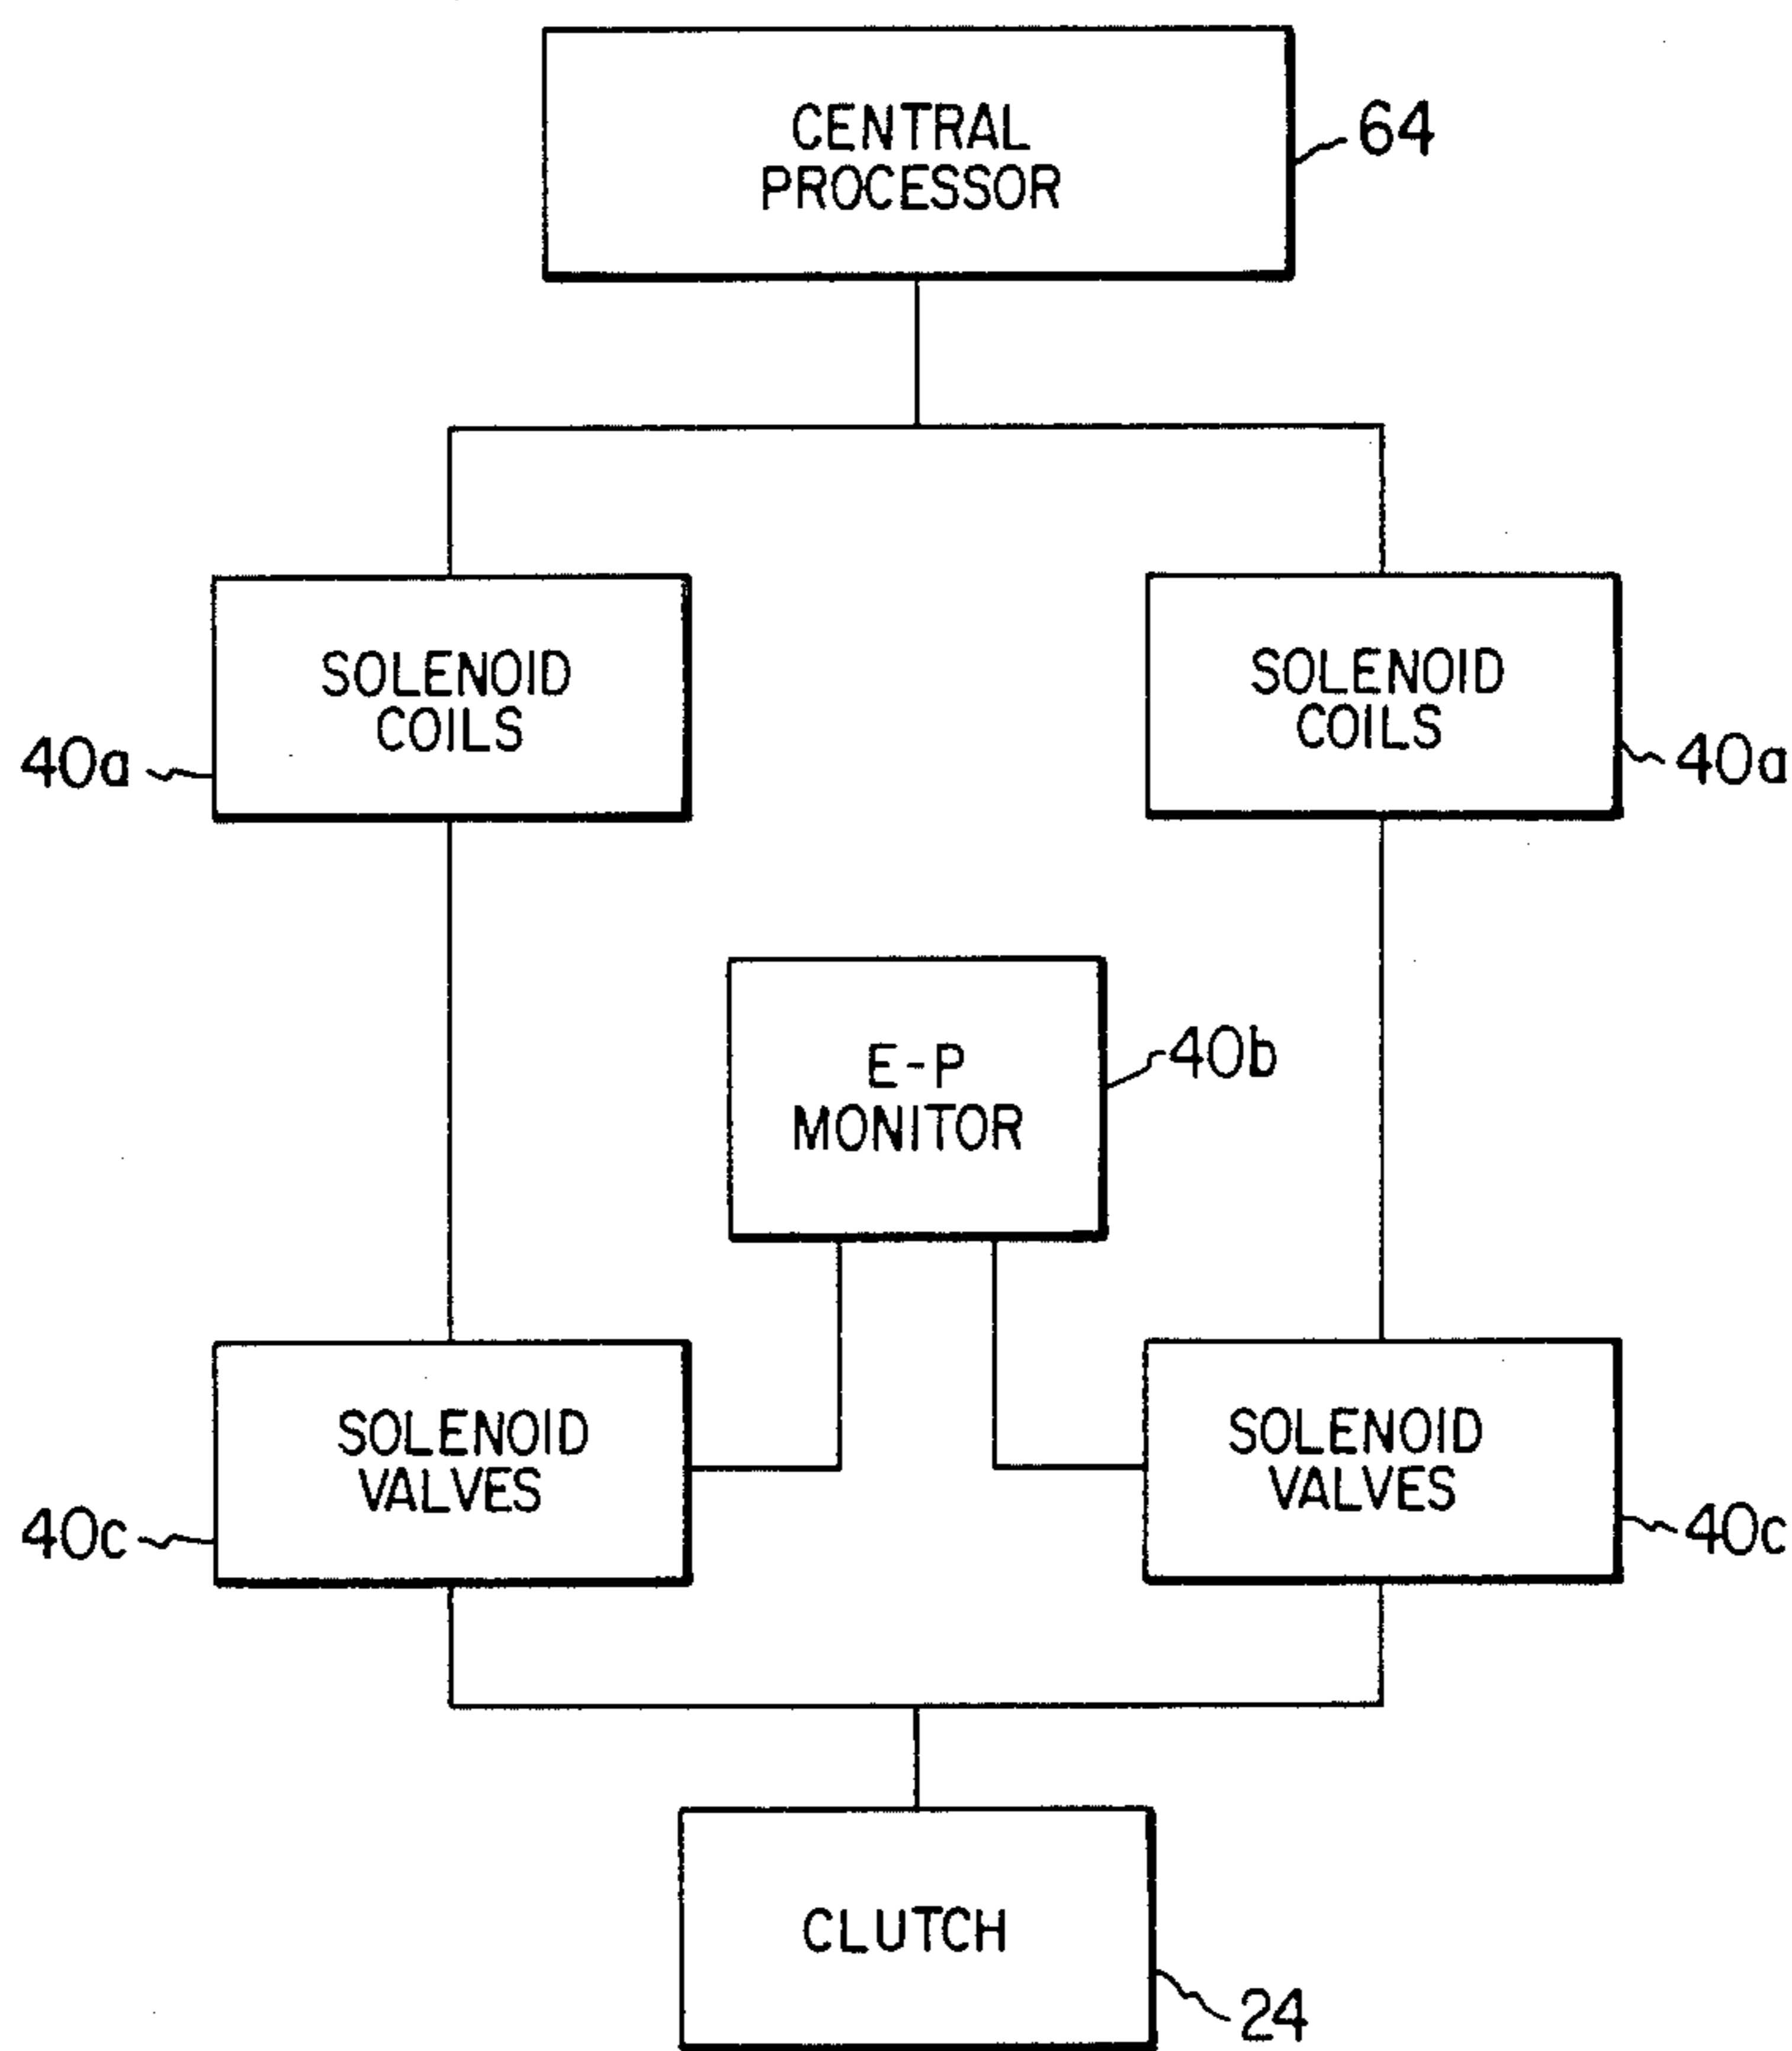 CENTRAL
PROCESSOR
64
SOLENOID
COILS
40a
SOLENOID
COILS
40a
E-P
MONITOR
40b
SOLENOID
VALVES
40c
SOLENOID
VALVES
40c
CLUTCH
24